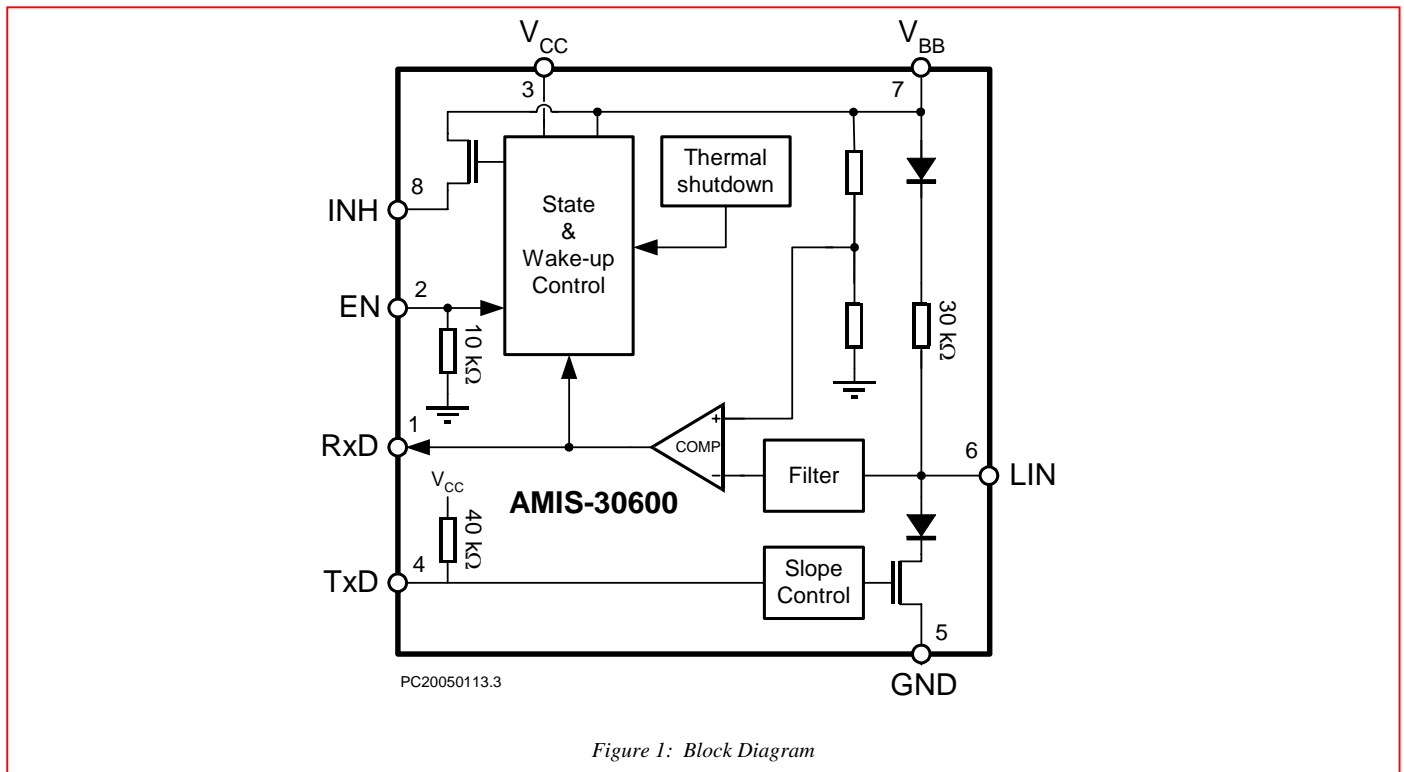 V_CC
V_BB
3
7
Thermal
shutdown
8
INH
State
&
Wake-up
Control
2
EN
10 kΩ
30 kΩ
1
RxD
+
COMP
−
Filter
6
LIN
V_CC
AMIS-30600
40 kΩ
4
TxD
Slope
Control
5
GND
PC20050113.3
Figure 1: Block Diagram